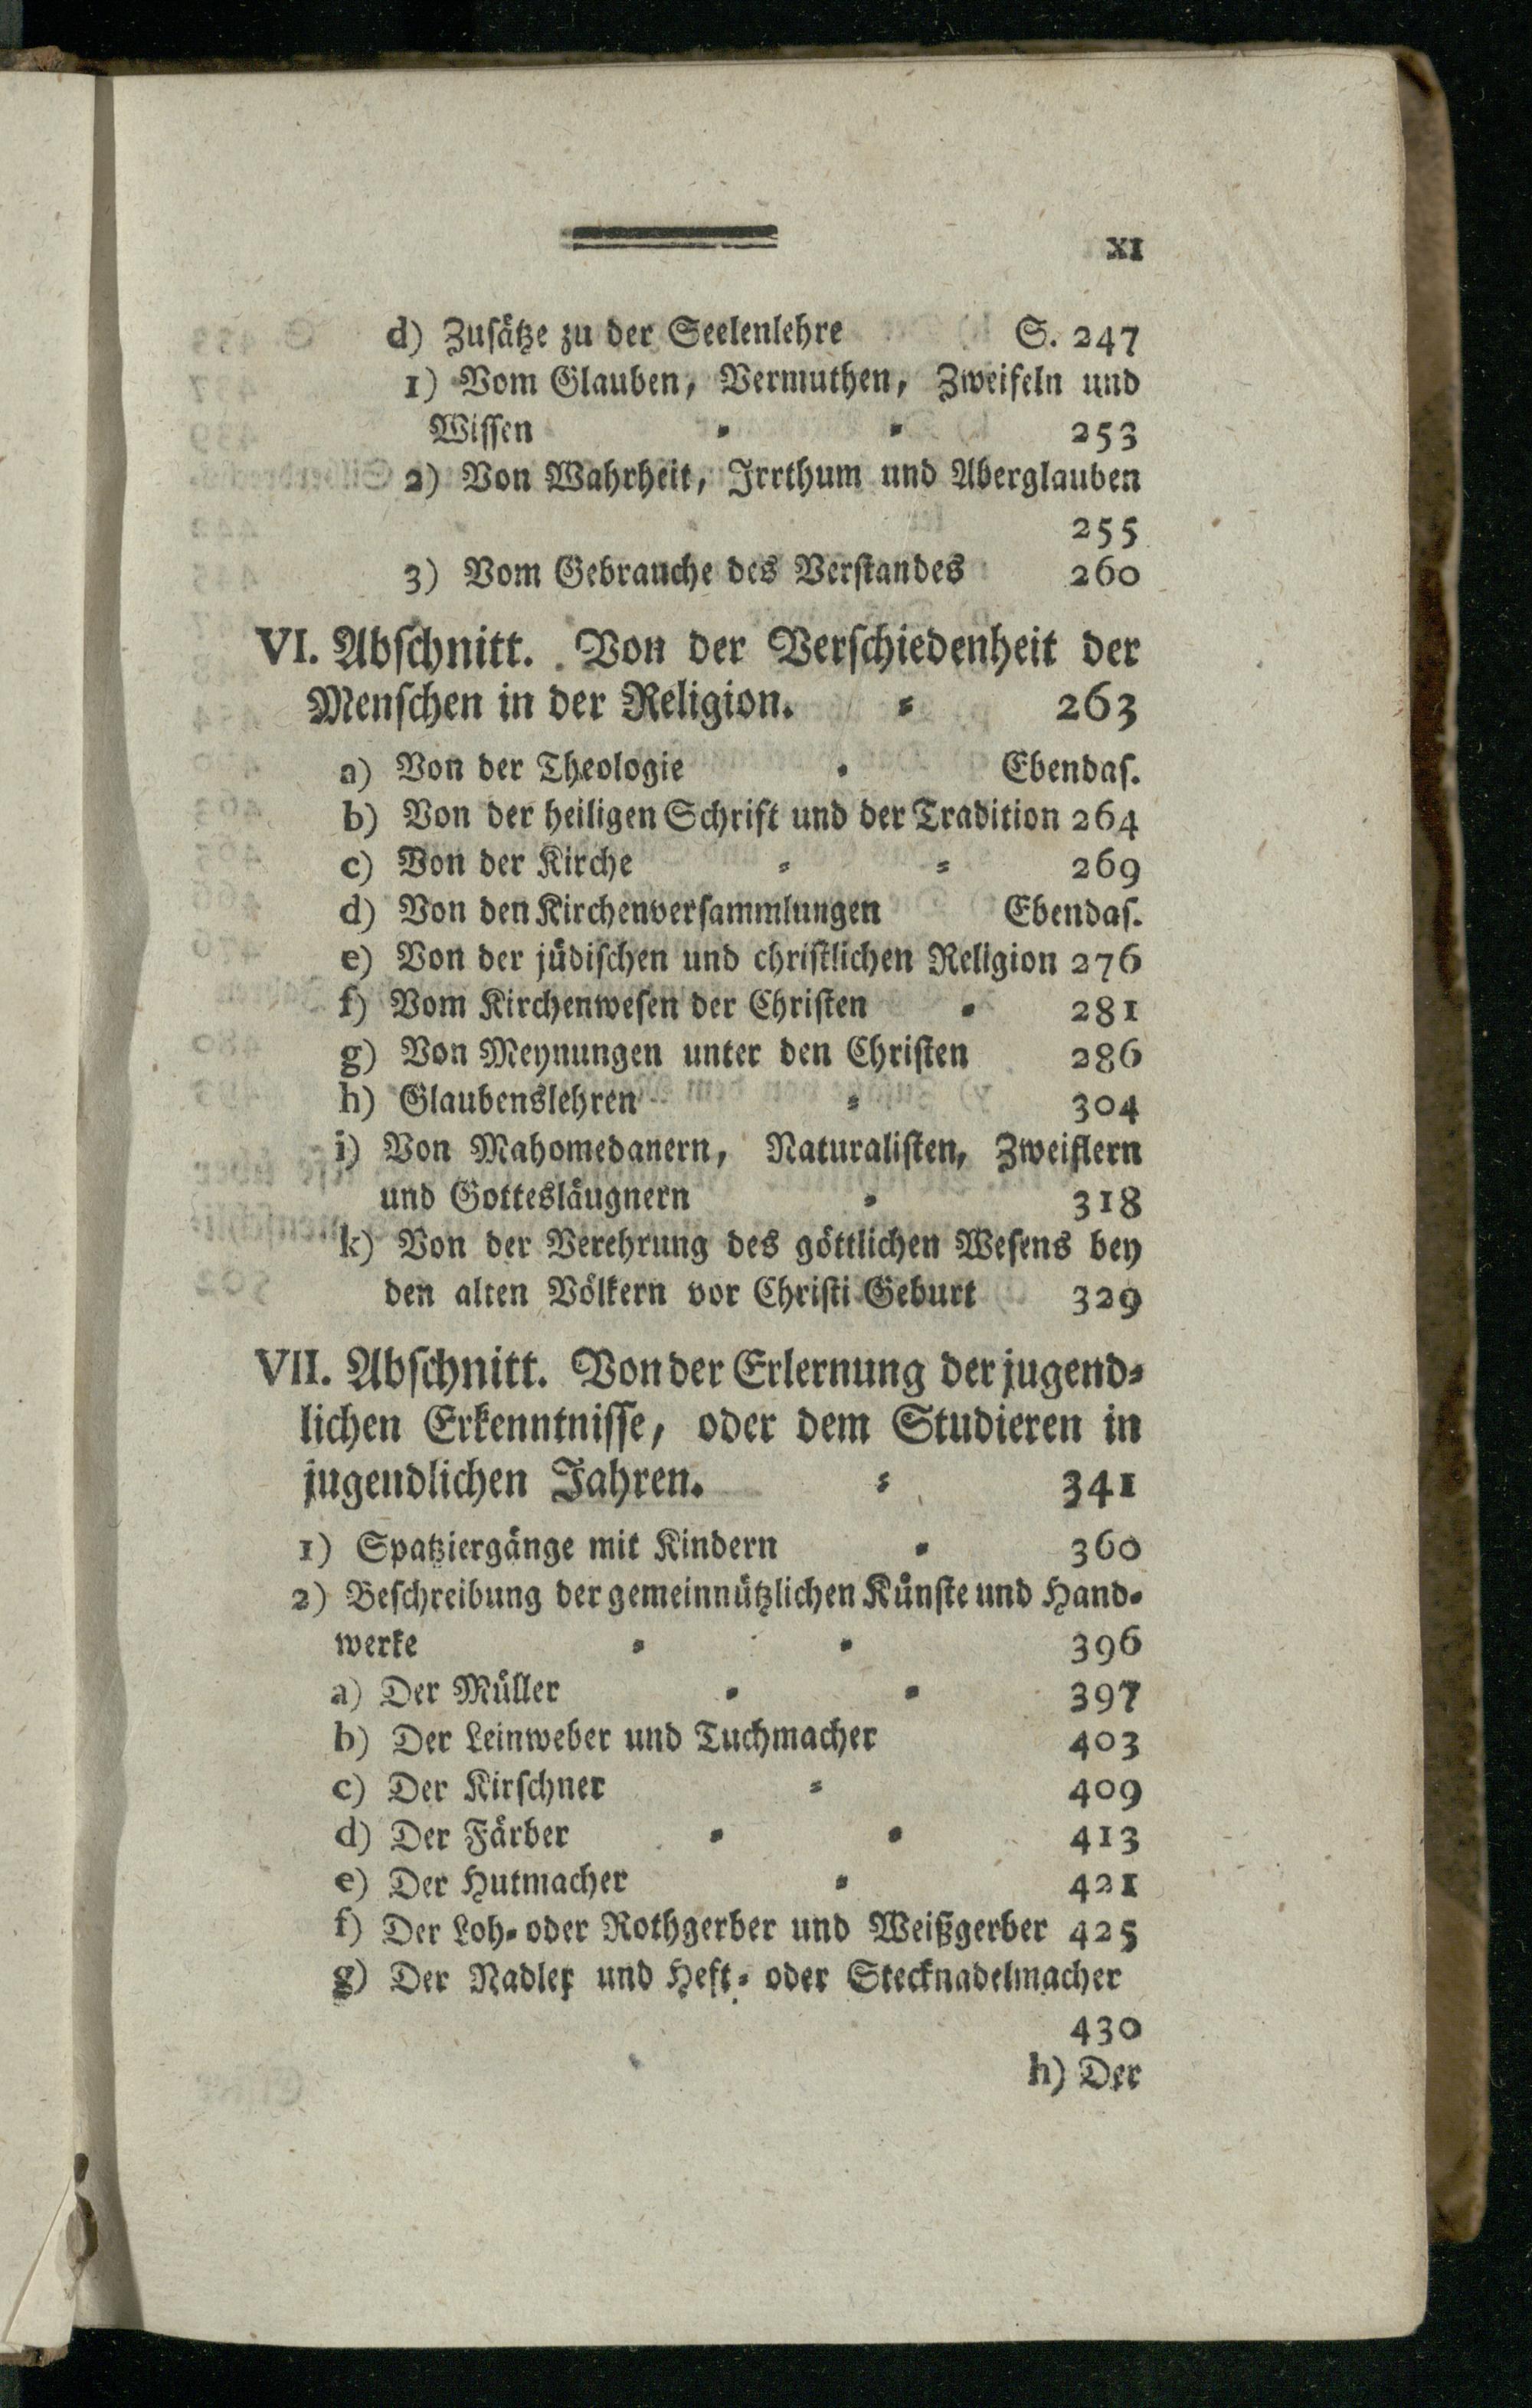 XI
d) Zuſätze zu der Seelenlehre S. 247
1) Vom Glauben, Vermuthen, Zweifeln und
Wiſſen ⸗ ⸗ 253
2) Von Wahrheit, Irrthum und Aberglauben
255
3) Vom Gebrauche des Verſtandes 260
VI. Abſchnitt. Von der Verſchiedenheit der
Menſchen in der Religion. ⸗ 263
a) Von der Theologie ⸗ Ebendaſ.
b) Von der heiligen Schrift und der Tradition 264
c) Von der Kirche ⸗ ⸗ 269
d) Von den Kirchenverſammlungen Ebendaſ.
e) Von der jüdiſchen und chriſtlichen Religion 276
f) Vom Kirchenweſen der Chriſten ⸗ 281
g) Von Meynungen unter den Chriſten 286
h) Glaubenslehren ⸗ 304
i) Von Mahomedanern, Naturaliſten, Zweiflern
und Gottesläugnern ⸗ 318
k) Von der Verehrung des göttlichen Weſens bey
den alten Völkern vor Chriſti Geburt 329
VII. Abſchnitt. Von der Erlernung der jugend⸗
lichen Erkenntniſſe, oder dem Studieren in
jugendlichen Jahren. ⸗ 341
1) Spatziergänge mit Kindern ⸗ 360
2) Beſchreibung der gemeinnützlichen Künſte und Hand⸗
werke ⸗ ⸗ 396
a) Der Müller ⸗ ⸗ 397
b) Der Leinweber und Tuchmacher 403
c) Der Kirſchner ⸗ 409
d) Der Färber ⸗ ⸗ 413
e) Der Hutmacher ⸗ 421
f) Der Loh⸗ oder Rothgerber und Weißgerber 425
g) Der Nadler und Heft⸗ oder Stecknadelmacher
430
h) Der